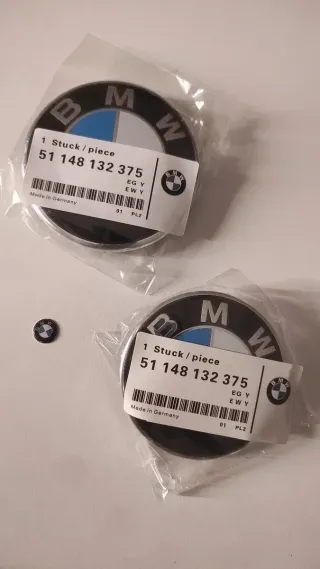 BMW
1 Stuck / piece
51 148 132 375
EG Y
EW Y
Made in Germany
01 PL2
BMW
1 Stuck / piece
51 148 132 375
EG Y
EW Y
Made in Germany
01 PL2